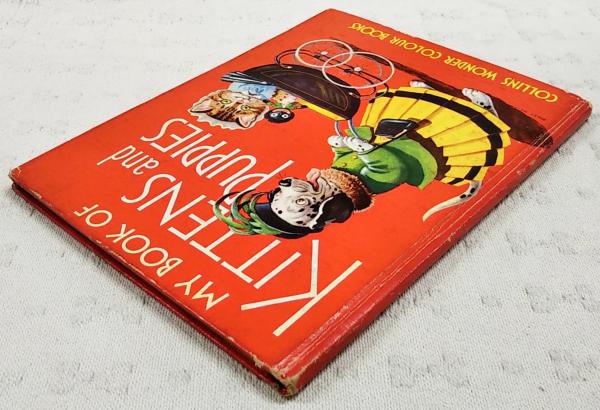 MY BOOK OF
KITTENS and
PUPPIES
COLLINS WONDER COLOUR BOOKS